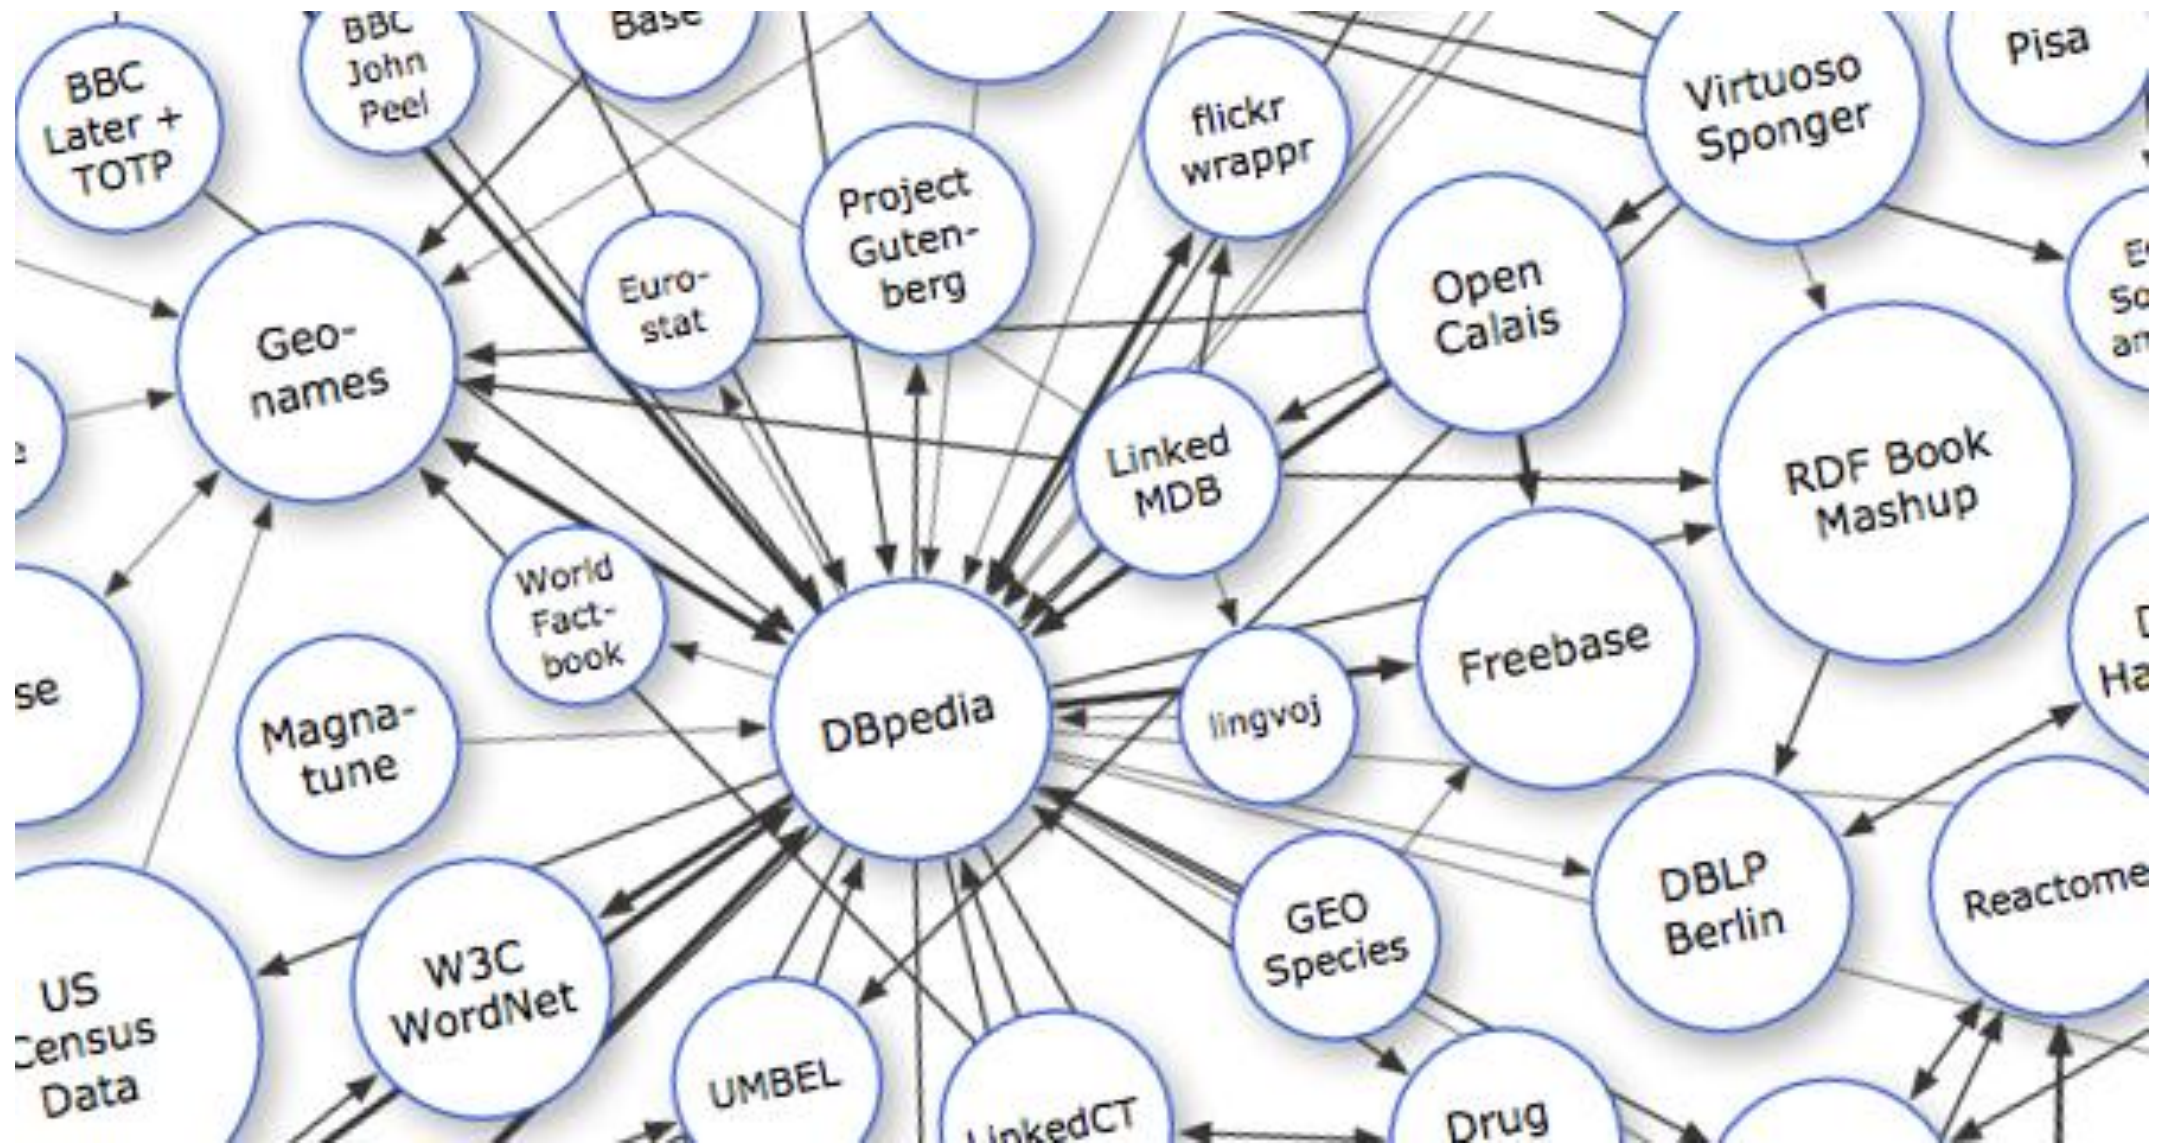 BBC
Later +
TOTP
BBC
John
Peel
Base
flickr
wrappr
Virtuoso
Sponger
Pisa
Project
Guten-
berg
Euro-
stat
Open
Calais
Geo-
names
Linked
MDB
RDF Book
Mashup
World
Fact-
book
Freebase
se
Magna-
tune
DBpedia
lingvoj
Ha
DBLP
Berlin
Reactome
GEO
Species
W3C
WordNet
US
Census
Data
UMBEL
LinkedCT
Drug